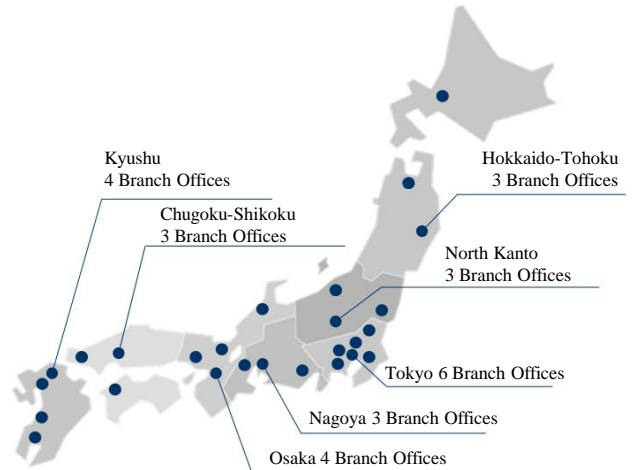 Kyushu
4 Branch Offices
Hokkaido-Tohoku
3 Branch Offices
Chugoku-Shikoku
3 Branch Offices
North Kanto
3 Branch Offices
Tokyo 6 Branch Offices
Nagoya 3 Branch Offices
Osaka 4 Branch Offices